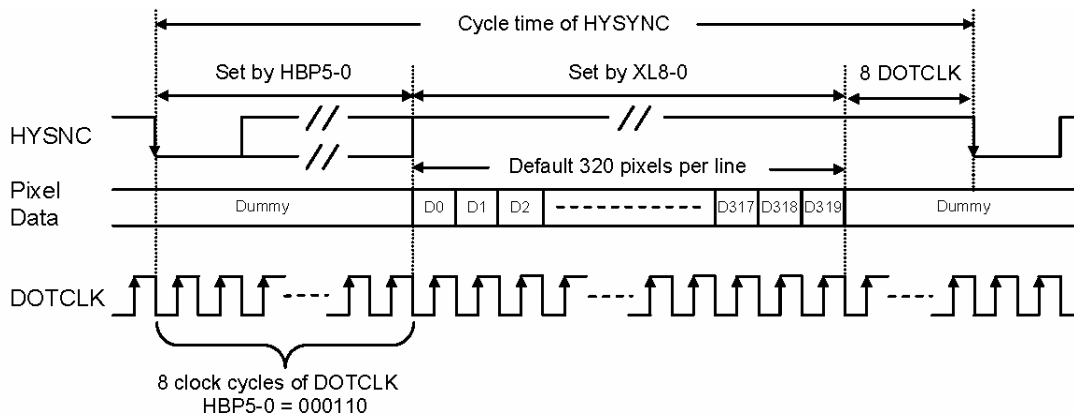 Cycle time of HYSYNC
Set by HBP5-0
Set by XL8-0
8 DOTCLK
HYSNC
Default 320 pixels per line
Pixel
Data
Dummy
D0
D1
D2
D317
D318
D319
Dummy
DOTCLK
8 clock cycles of DOTCLK
HBP5-0 = 000110